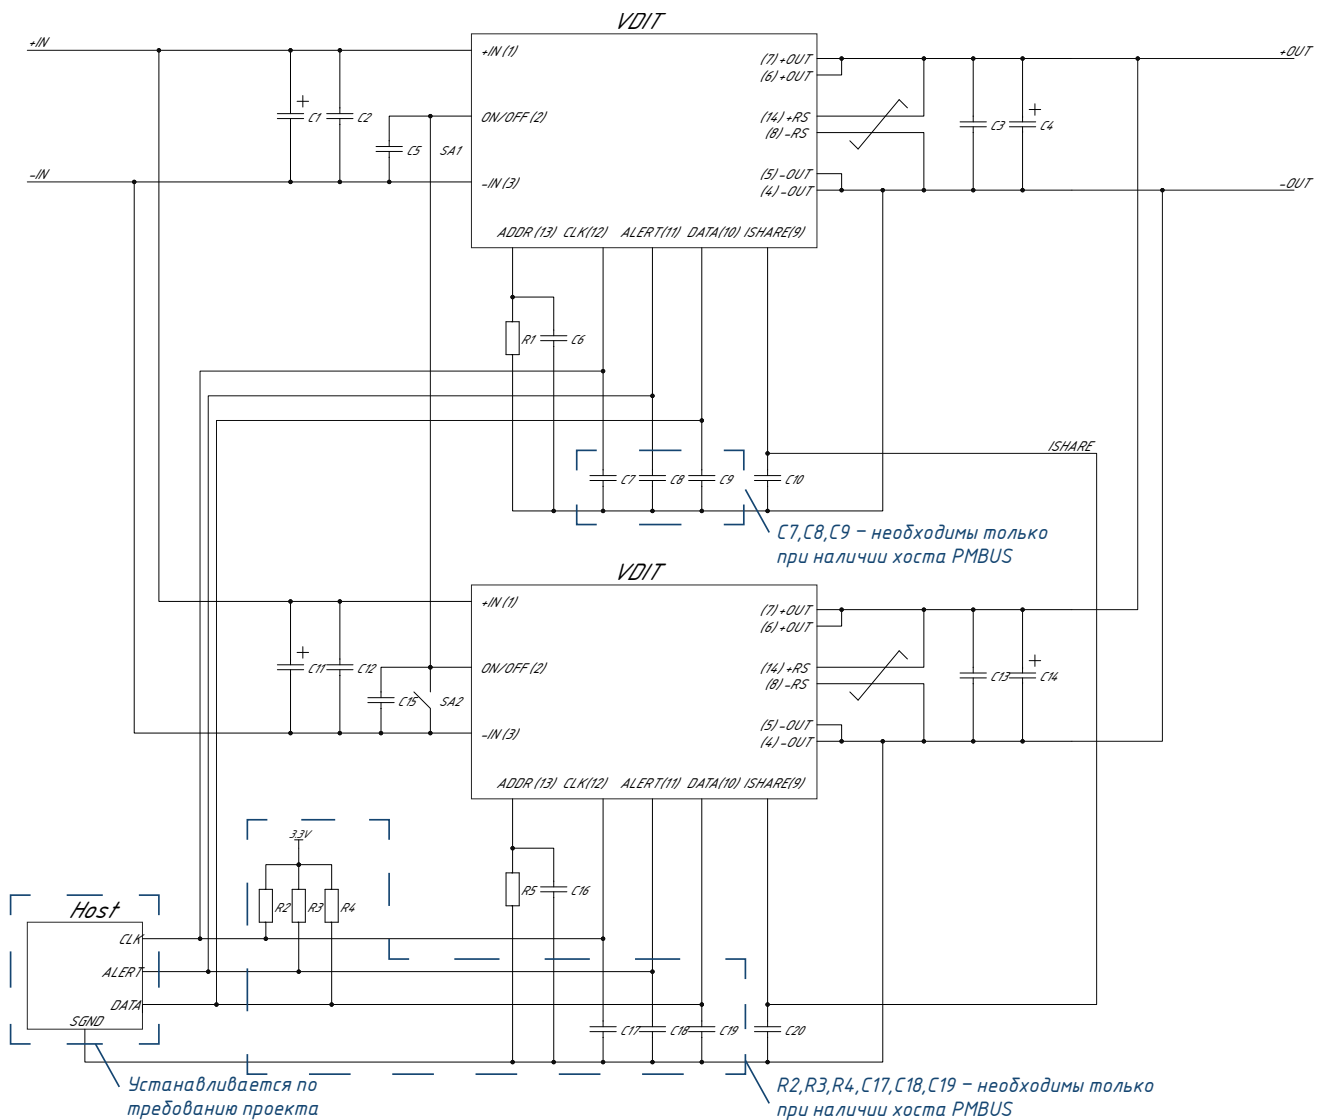 VDIT
+IN
+IN (1)
(7) +OUT
+OUT
(6) +OUT
C1
C2
ON/OFF (2)
(14) +RS
(8) -RS
C3
C4
C5
SA1
-IN
-IN (3)
(5) -OUT
(4) -OUT
-OUT
ADDR (13)
CLK(12)
ALERT(11)
DATA(10)
ISHARE(9)
R1
C6
ISHARE
C7
C8
C9
C10
C7,C8,C9 – необходимы только
при наличии хоста PMBUS
VDIT
+IN (1)
(7) +OUT
(6) +OUT
C11
C12
ON/OFF (2)
(14) +RS
(8) -RS
C13
C14
C15
SA2
-IN (3)
(5) -OUT
(4) -OUT
ADDR (13)
CLK(12)
ALERT(11)
DATA(10)
ISHARE(9)
3.3V
R2
R3
R4
R5
C16
Host
CLK
ALERT
DATA
SGND
C17
C18
C19
C20
Устанавливается по
требованию проекта
R2,R3,R4,C17,C18,C19 – необходимы только
при наличии хоста PMBUS